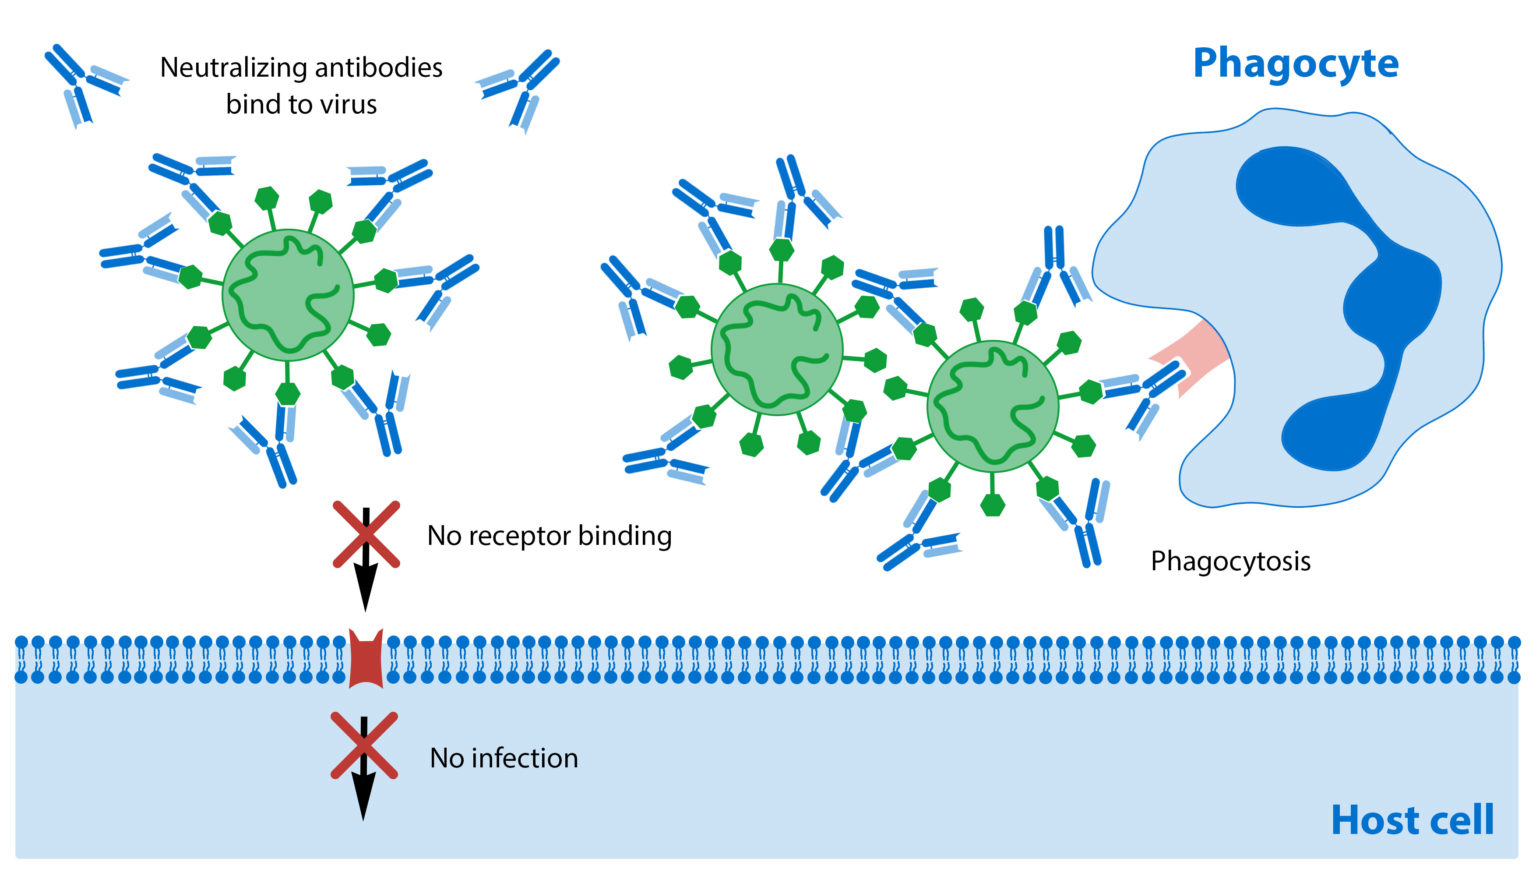 Neutralizing antibodies
bind to virus
Phagocyte
No receptor binding
Phagocytosis
No infection
Host cell